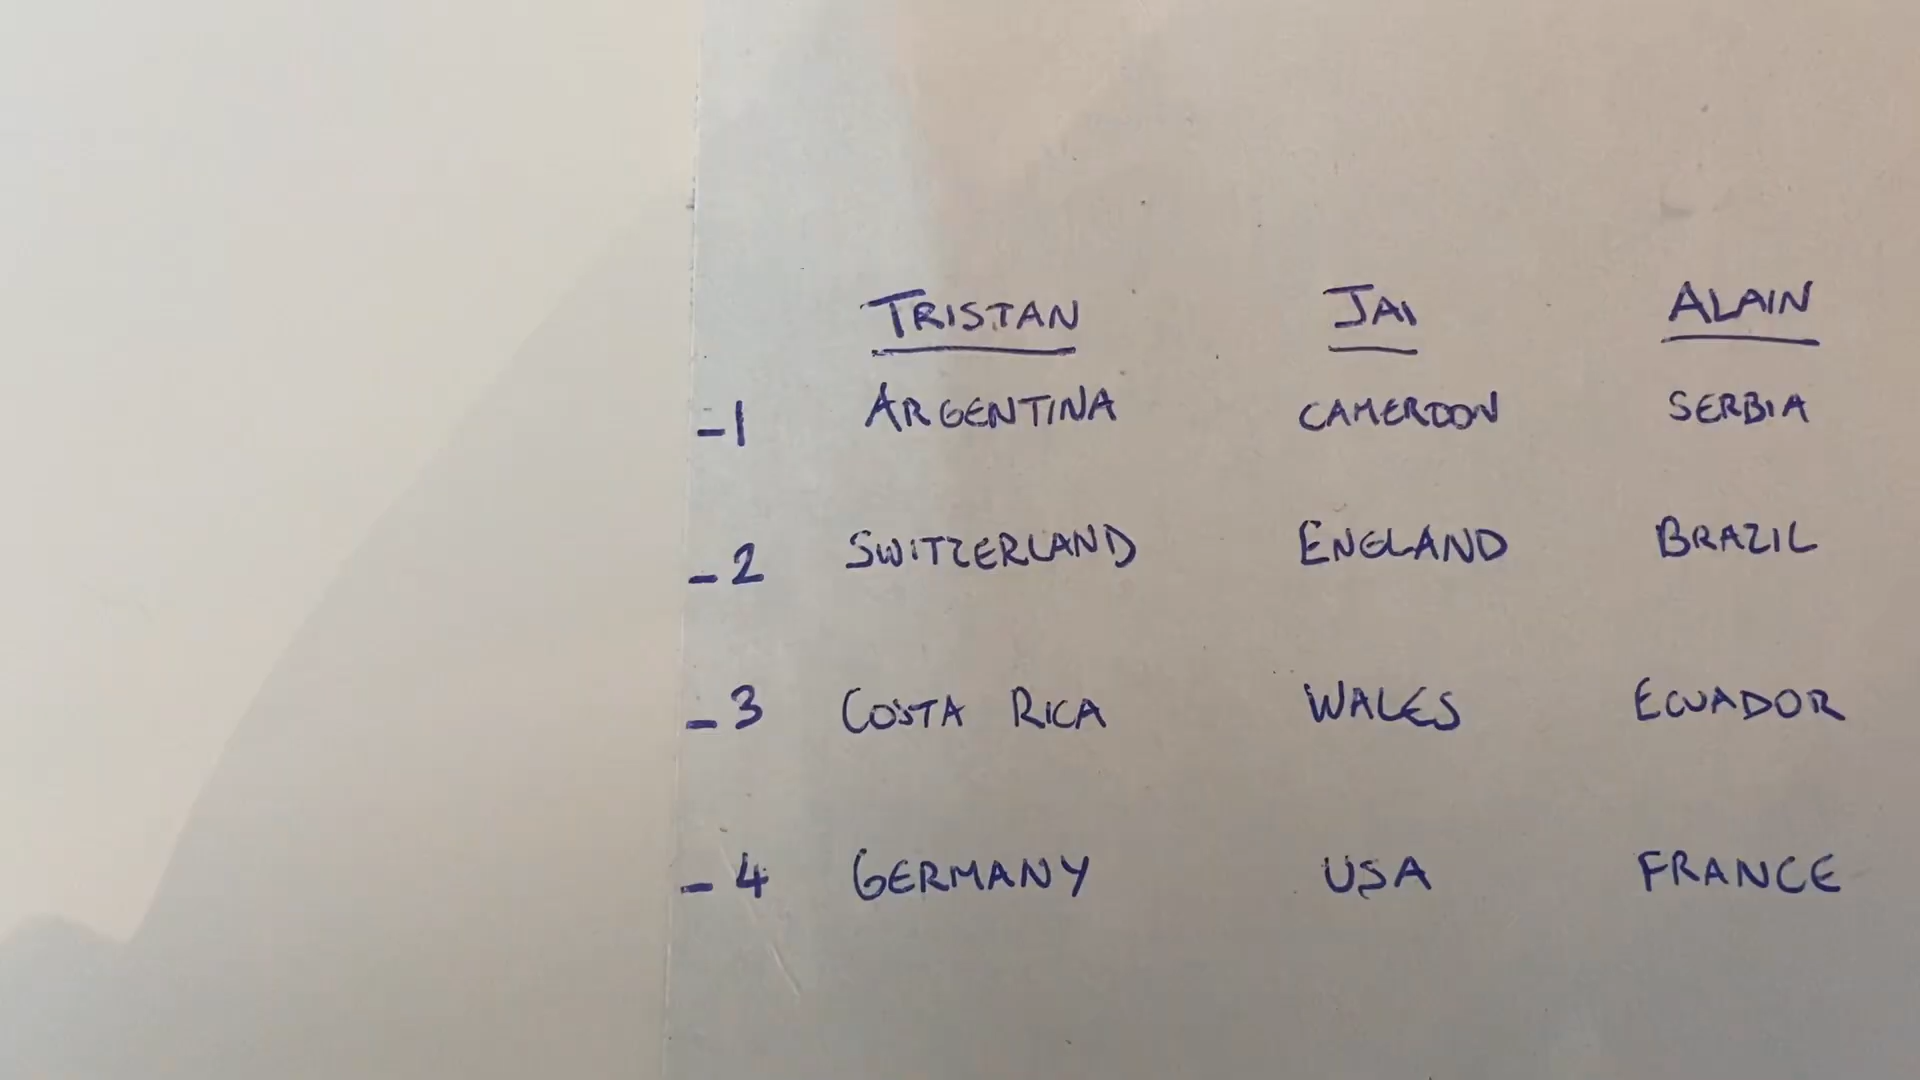 TRISTAN JAI ALAIN
-1 ARGENTINA CAMEROON SERBIA
-2 SWITZERLAND ENGLAND BRAZIL
-3 COSTA RICA WALES ECUADOR
-4 GERMANY USA FRANCE